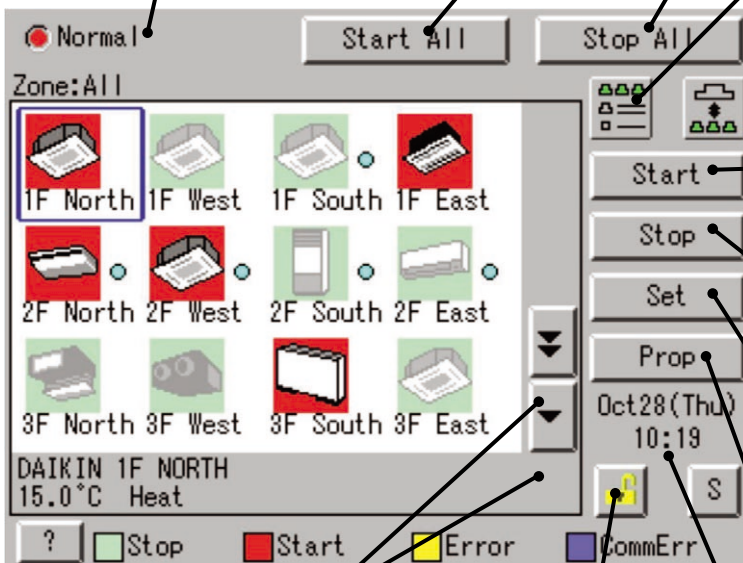 Normal
Start All
Stop All
Zone:All
1F North
1F West
1F South
1F East
Start
Stop
2F North
2F West
2F South
2F East
Set
Prop
3F North
3F West
3F South
3F East
Oct28(Thu)
10:19
DAIKIN 1F NORTH
15.0°C Heat
S
?
Stop
Start
Error
CommErr